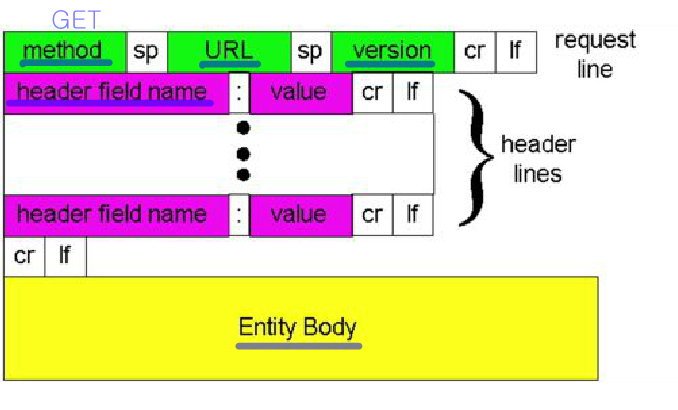 GET
method sp URL sp version cr lf request line
header field name : value cr lf
header lines
header field name : value cr lf
cr lf
Entity Body